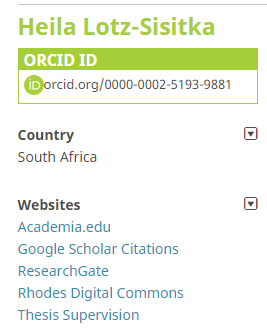 Heila Lotz-Sisitka
ORCID ID
iD orcid.org/0000-0002-5193-9881
Country
South Africa
Websites
Academia.edu
Google Scholar Citations
ResearchGate
Rhodes Digital Commons
Thesis Supervision